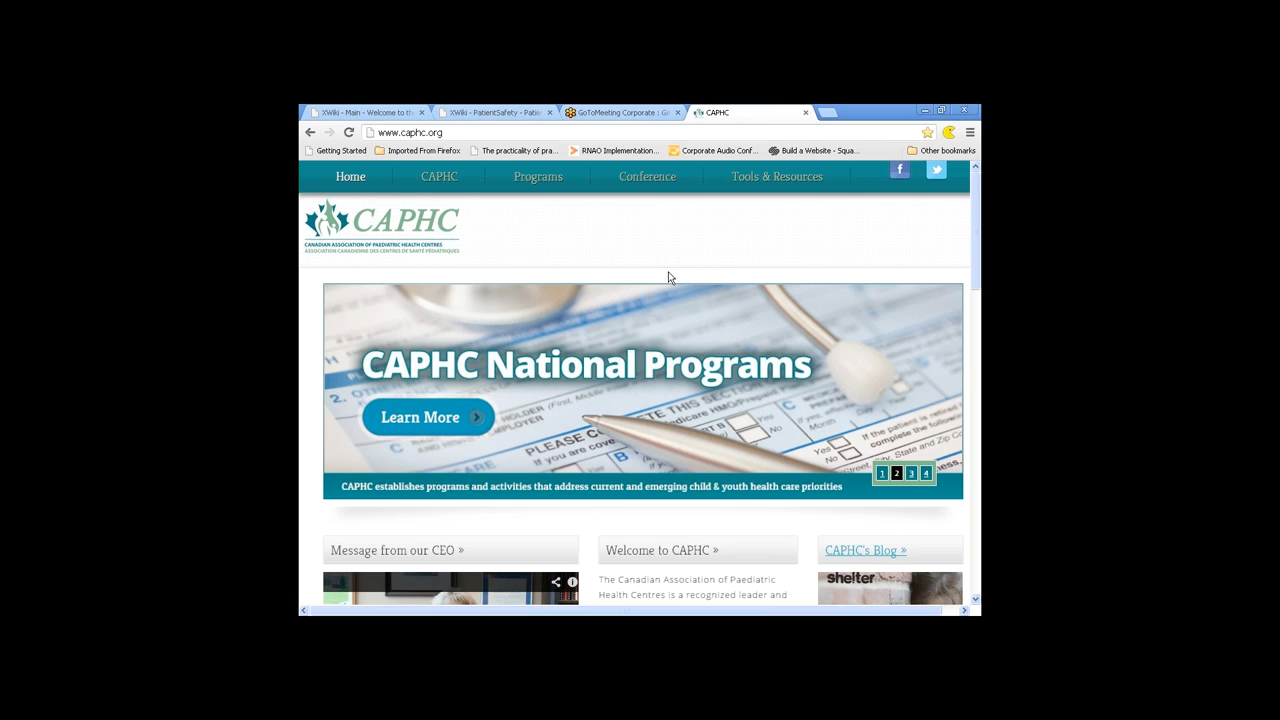 XWiki - Main - Welcome to th
XWiki - PatientSafety - Patie
GoToMeeting Corporate : G
CAPHC
www.caphc.org
Getting Started
Imported From Firefox
The practicality of pra...
RNAO Implementation...
Corporate Audio Conf...
Build a Website - Squa...
Other bookmarks
Home
CAPHC
Programs
Conference
Tools & Resources
CAPHC
CANADIAN ASSOCIATION OF PAEDIATRIC HEALTH CENTRES
ASSOCIATION CANADIENNE DES CENTRES DE SANTÉ PÉDIATRIQUES
CAPHC National Programs
Learn More
CAPHC establishes programs and activities that address current and emerging child & youth health care priorities
1 2 3 4
Message from our CEO »
Welcome to CAPHC »
The Canadian Association of Paediatric
Health Centres is a recognized leader and
CAPHC's Blog »
shelter